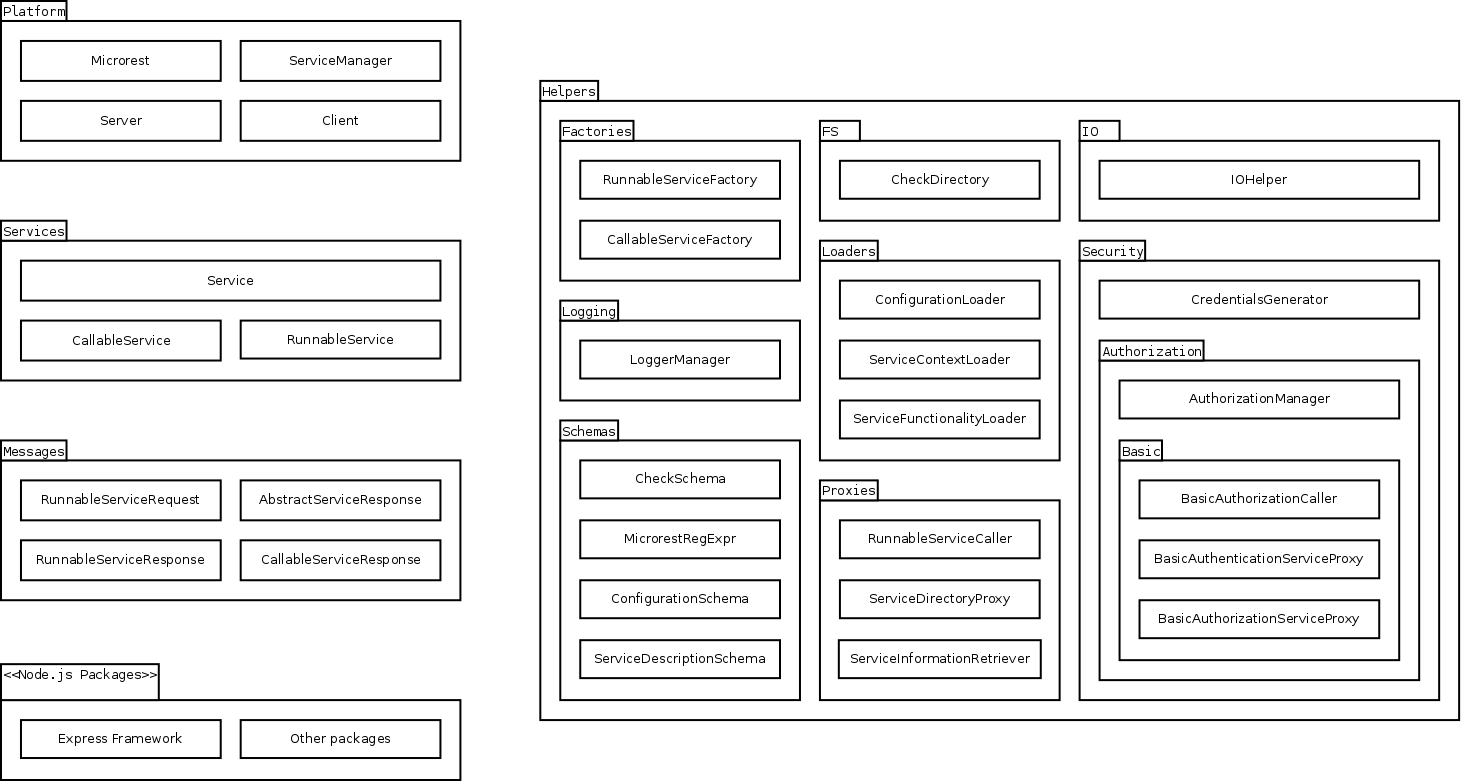 Platform
Microrest
ServiceManager
Server
Client
Services
Service
CallableService
RunnableService
Messages
RunnableServiceRequest
AbstractServiceResponse
RunnableServiceResponse
CallableServiceResponse
<<Node.js Packages>>
Express Framework
Other packages
Helpers
Factories
RunnableServiceFactory
CallableServiceFactory
Logging
LoggerManager
Schemas
CheckSchema
MicrorestRegExpr
ConfigurationSchema
ServiceDescriptionSchema
FS
CheckDirectory
Loaders
ConfigurationLoader
ServiceContextLoader
ServiceFunctionalityLoader
Proxies
RunnableServiceCaller
ServiceDirectoryProxy
ServiceInformationRetriever
IO
IOHelper
Security
CredentialsGenerator
Authorization
AuthorizationManager
Basic
BasicAuthorizationCaller
BasicAuthenticationServiceProxy
BasicAuthorizationServiceProxy